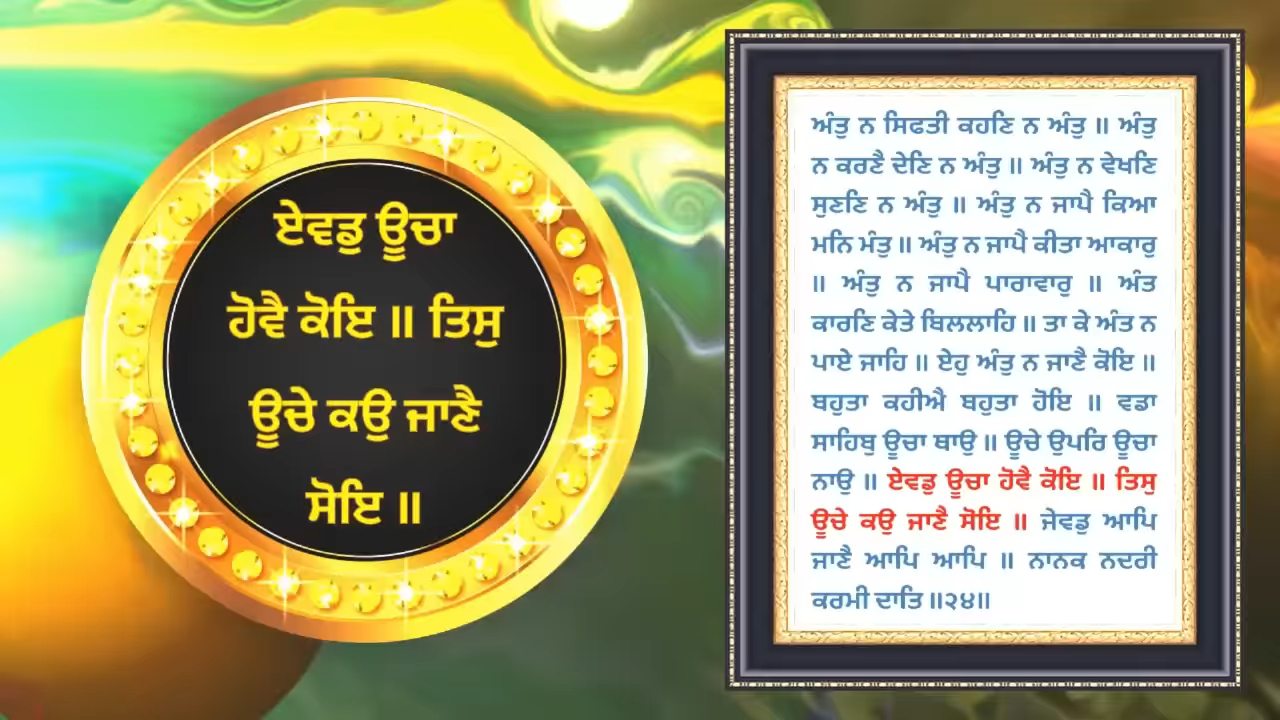 ਏਵਡੁ ਊਚਾ
ਹੋਵੈ ਕੋਇ ॥ ਤਿਸੁ
ਊਚੇ ਕਉ ਜਾਣੈ
ਸੋਇ ॥
ਅੰਤੁ ਨ ਸਿਫਤੀ ਕਹਣਿ ਨ ਅੰਤੁ ॥ ਅੰਤੁ
ਨ ਕਰਣੈ ਦੇਣਿ ਨ ਅੰਤੁ ॥ ਅੰਤੁ ਨ ਵੇਖਣਿ
ਸੁਣਣਿ ਨ ਅੰਤੁ ॥ ਅੰਤੁ ਨ ਜਾਪੈ ਕਿਆ
ਮਨਿ ਮੰਤੁ ॥ ਅੰਤੁ ਨ ਜਾਪੈ ਕੀਤਾ ਆਕਾਰੁ
॥ ਅੰਤੁ ਨ ਜਾਪੈ ਪਾਰਾਵਾਰੁ ॥ ਅੰਤ
ਕਾਰਣਿ ਕੇਤੇ ਬਿਲਲਾਹਿ ॥ ਤਾ ਕੇ ਅੰਤ ਨ
ਪਾਏ ਜਾਹਿ ॥ ਏਹੁ ਅੰਤੁ ਨ ਜਾਣੈ ਕੋਇ ॥
ਬਹੁਤਾ ਕਹੀਐ ਬਹੁਤਾ ਹੋਇ ॥ ਵਡਾ
ਸਾਹਿਬੁ ਊਚਾ ਥਾਉ ॥ ਊਚੇ ਉਪਰਿ ਊਚਾ
ਨਾਉ ॥ ਏਵਡੁ ਊਚਾ ਹੋਵੈ ਕੋਇ ॥ ਤਿਸੁ
ਊਚੇ ਕਉ ਜਾਣੈ ਸੋਇ ॥ ਜੇਵਡੁ ਆਪਿ
ਜਾਣੈ ਆਪਿ ਆਪਿ ॥ ਨਾਨਕ ਨਦਰੀ
ਕਰਮੀ ਦਾਤਿ ॥੨੪॥